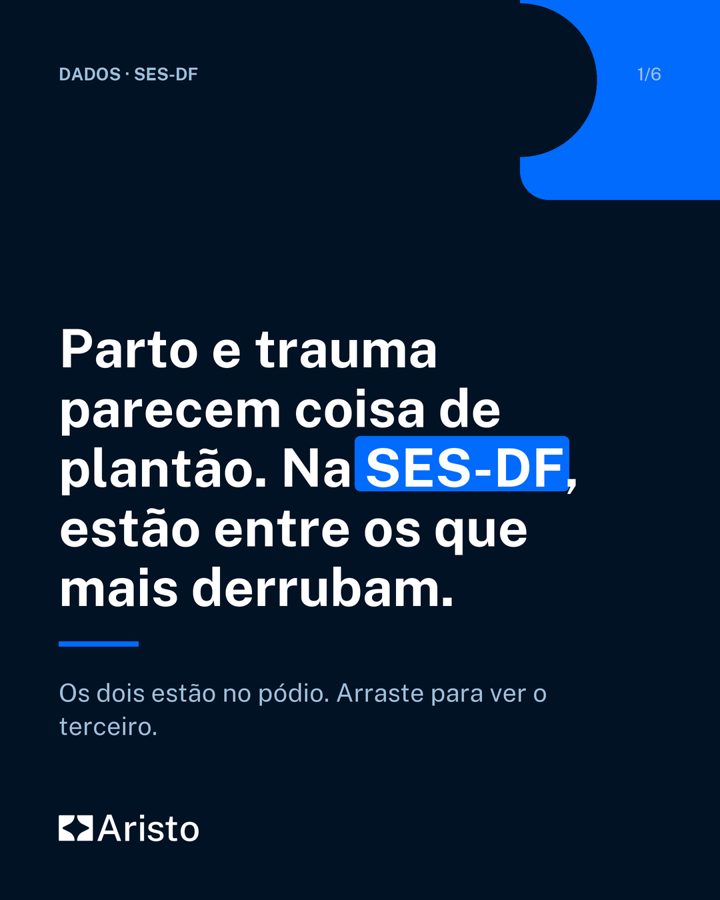 DADOS · SES-DF
1/6
Parto e trauma
parecem coisa de
plantão. Na SES-DF,
estão entre os que
mais derrubam.
Os dois estão no pódio. Arraste para ver o
terceiro.
Aristo